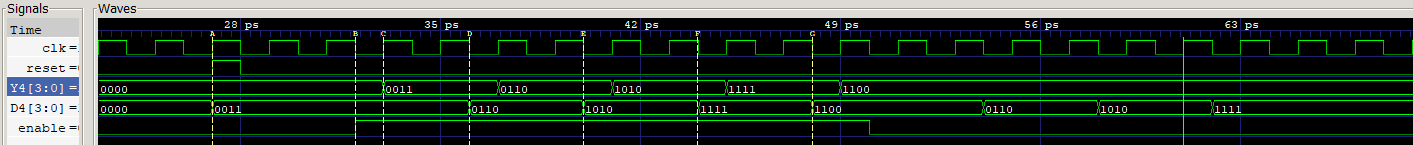 Signals Waves
Time 28 ps 35 ps 42 ps 49 ps 56 ps 63 ps
A B C D E F G
clk=
reset=
Y4[3:0]= 0000 0011 0110 1010 1111 1100
D4[3:0]= 0000 0011 0110 1010 1111 1100 0110 1010 1111
enable=